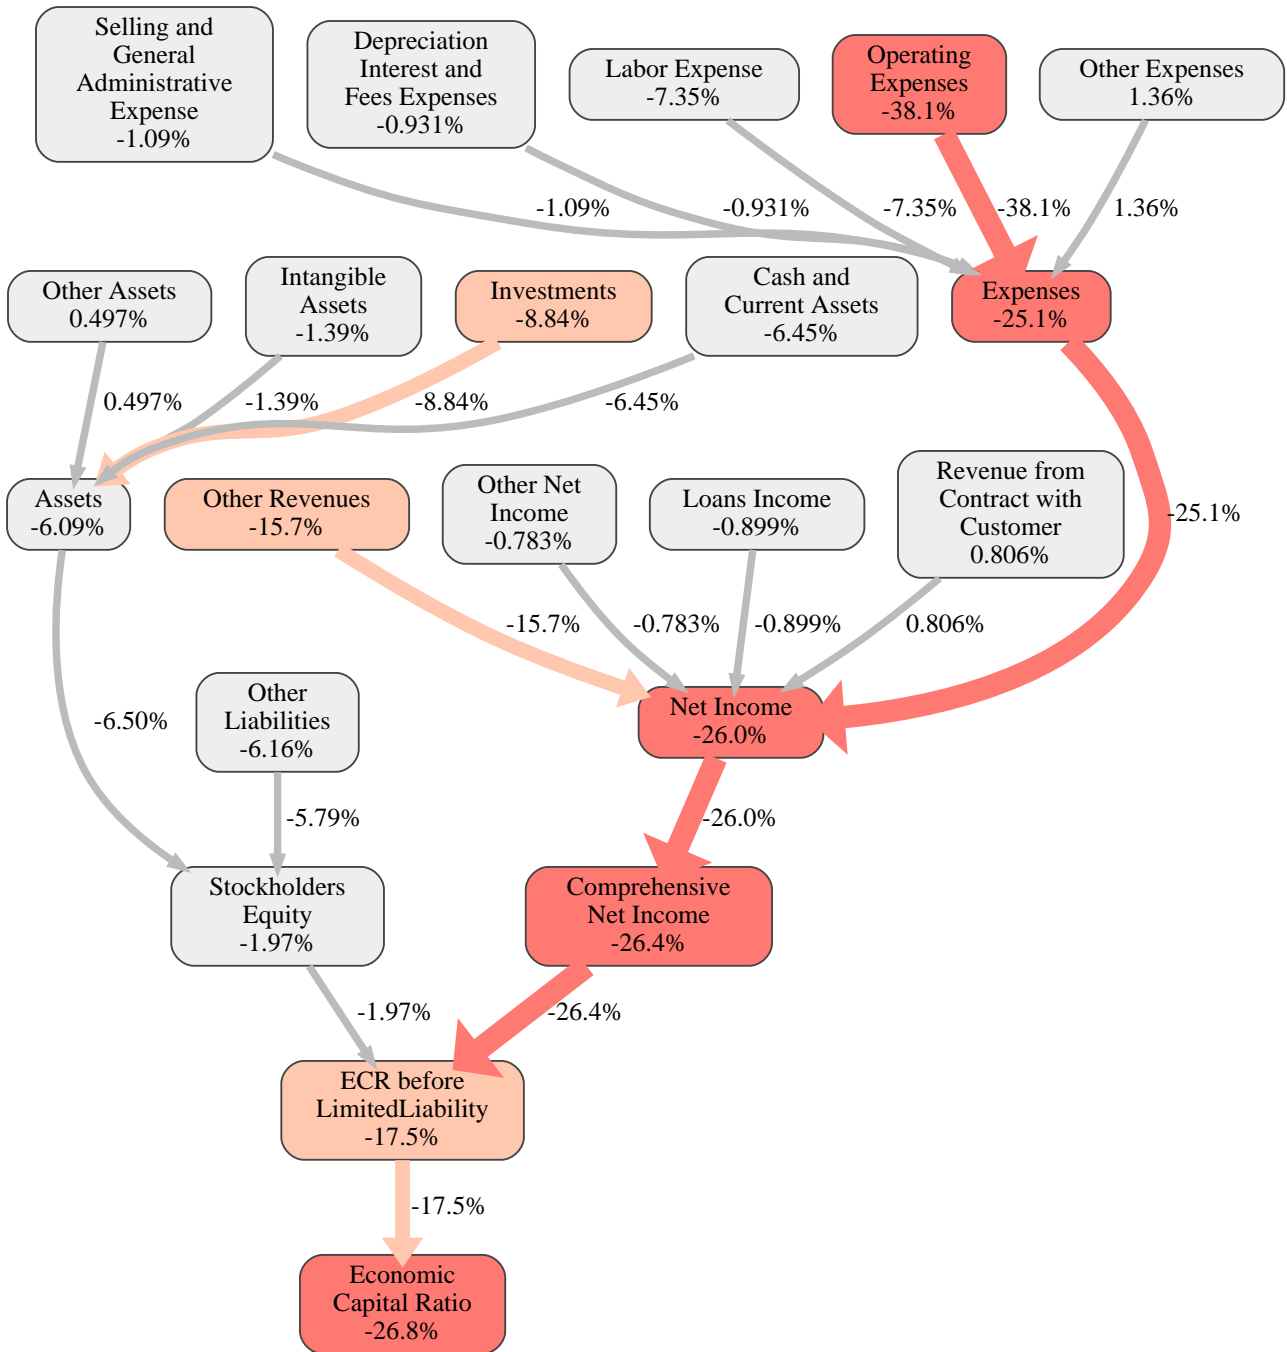 Selling and
General
Administrative
Expense
-1.09%
Depreciation
Interest and
Fees Expenses
-0.931%
Labor Expense
-7.35%
Operating
Expenses
-38.1%
Other Expenses
1.36%
-1.09%
-0.931%
-7.35%
-38.1%
1.36%
Other Assets
0.497%
Intangible
Assets
-1.39%
Investments
-8.84%
Cash and
Current Assets
-6.45%
Expenses
-25.1%
0.497%
-1.39%
-8.84%
-6.45%
Assets
-6.09%
Other Revenues
-15.7%
Other Net
Income
-0.783%
Loans Income
-0.899%
Revenue from
Contract with
Customer
0.806%
-25.1%
-15.7%
-0.783%
-0.899%
0.806%
-6.50%
Other
Liabilities
-6.16%
Net Income
-26.0%
-5.79%
-26.0%
Stockholders
Equity
-1.97%
Comprehensive
Net Income
-26.4%
-1.97%
-26.4%
ECR before
LimitedLiability
-17.5%
-17.5%
Economic
Capital Ratio
-26.8%